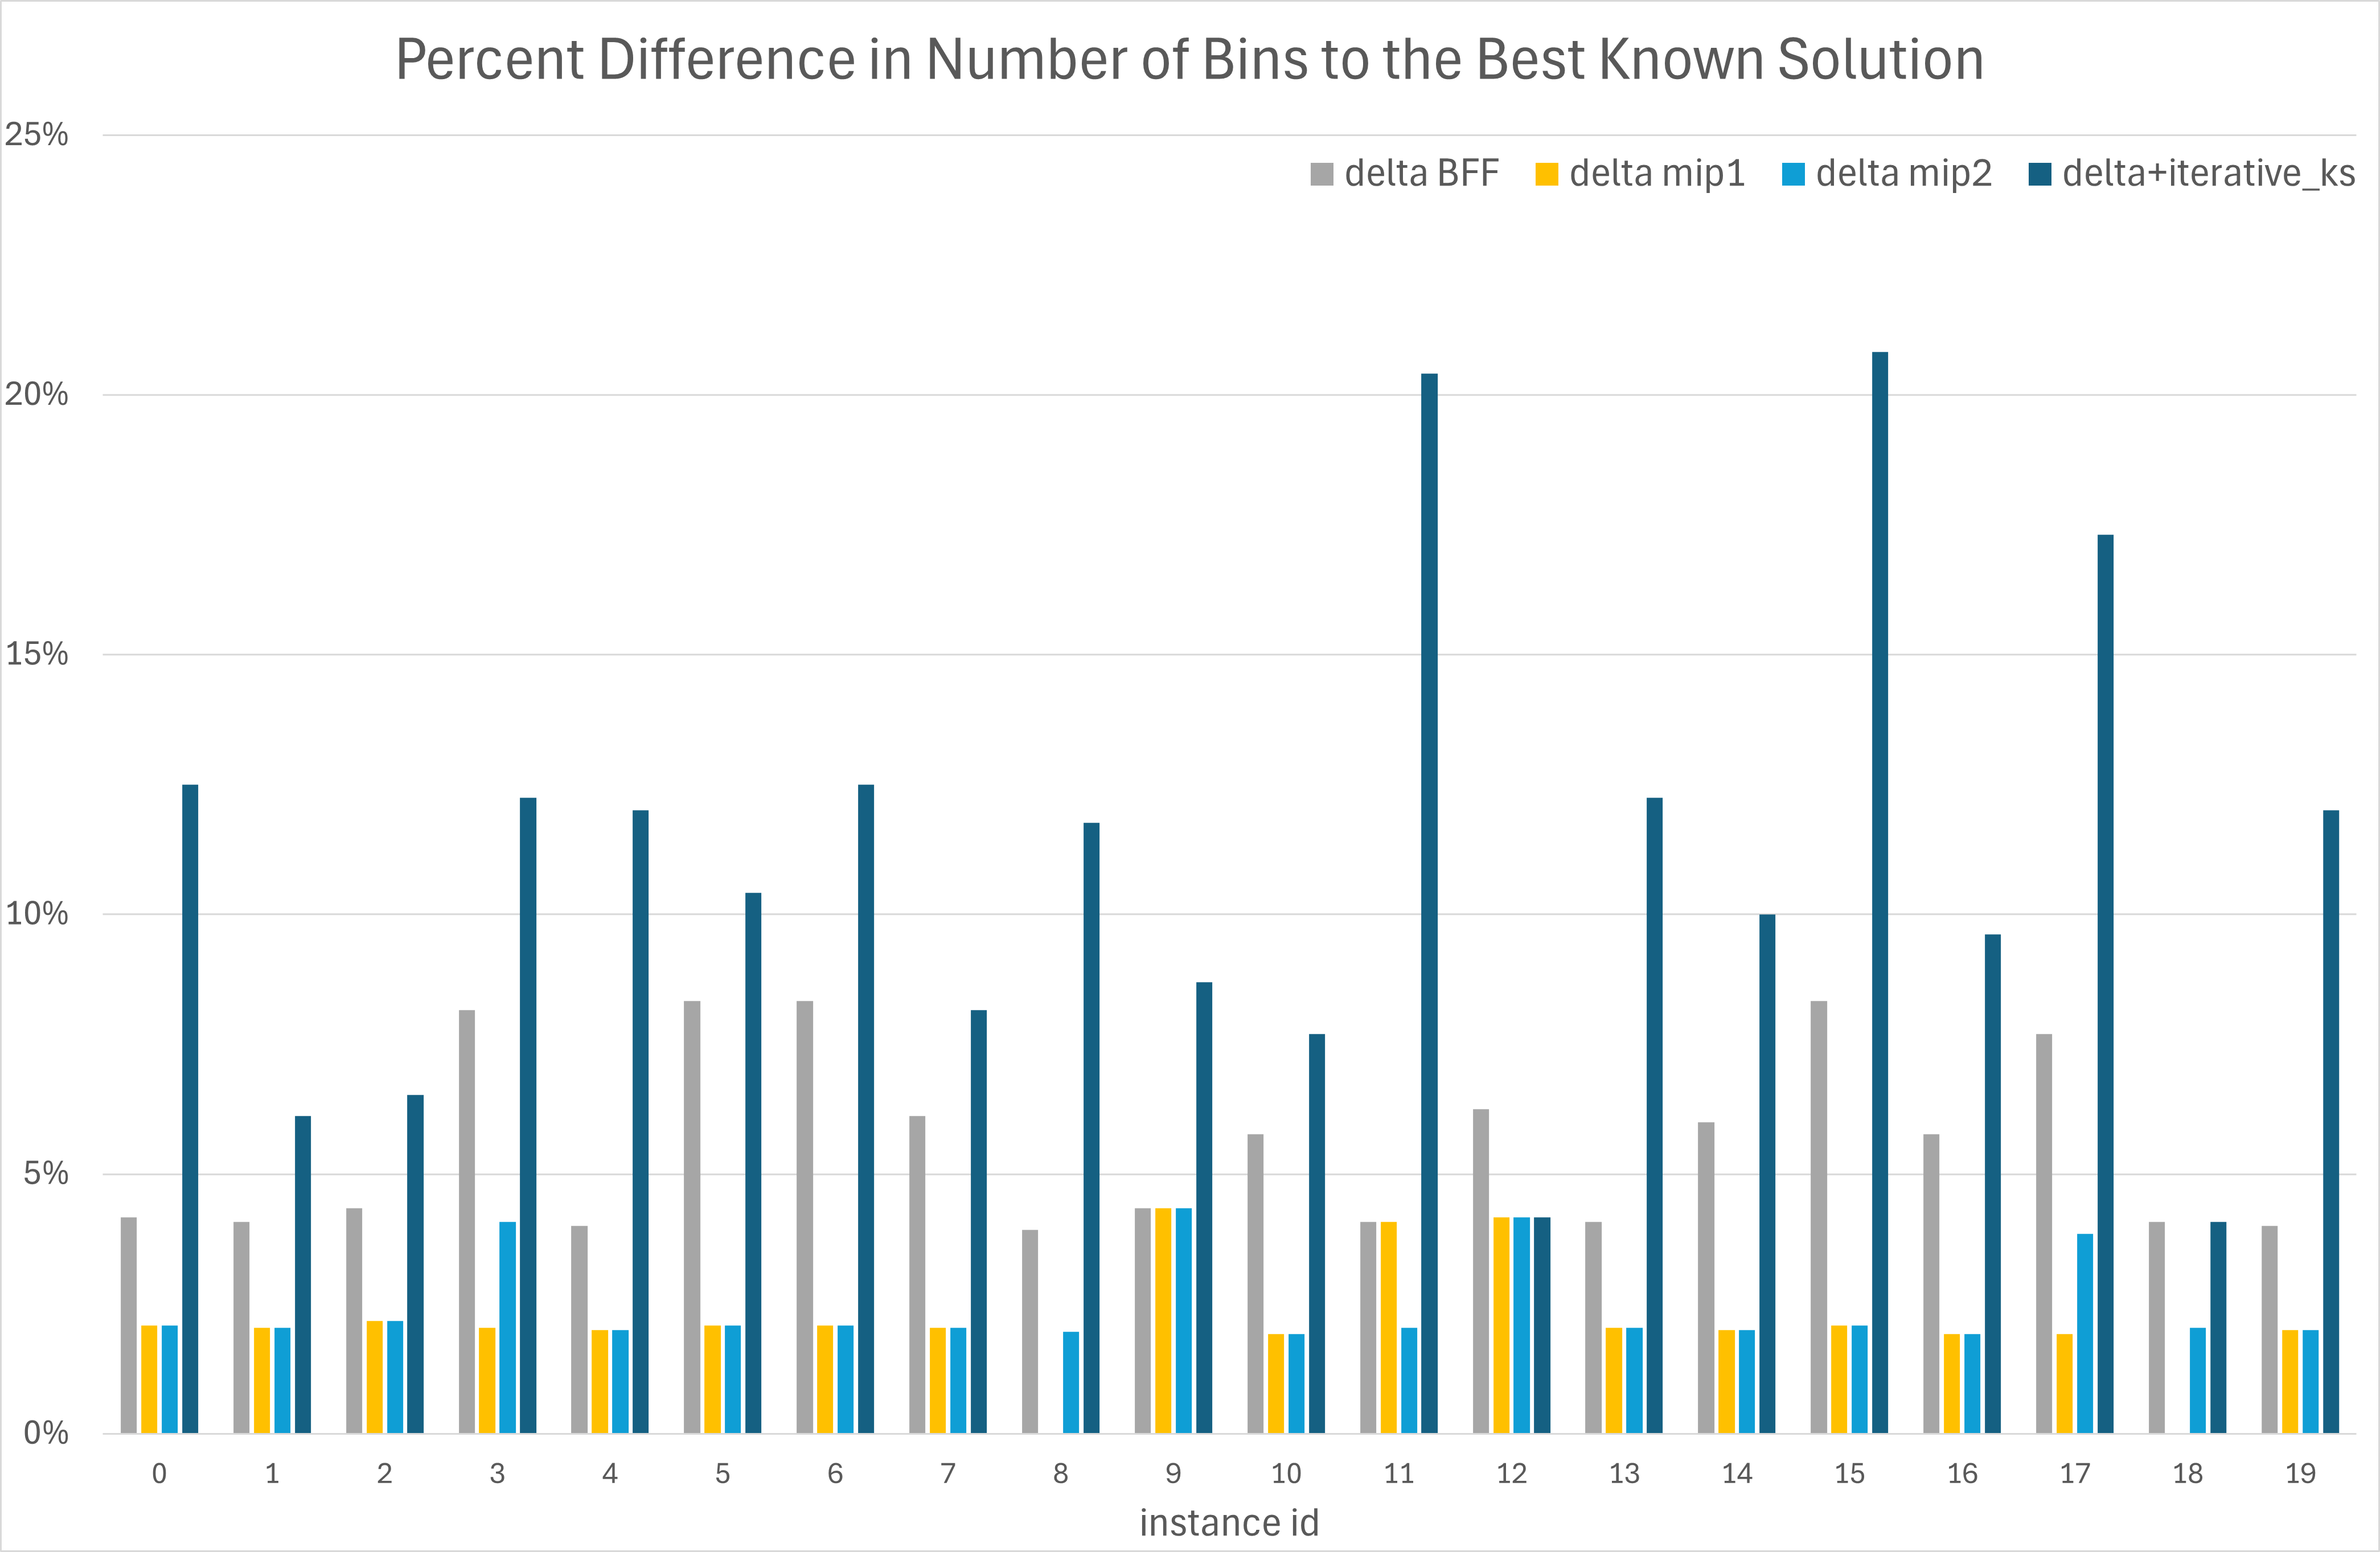 Percent Difference in Number of Bins to the Best Known Solution
25%
delta BFF delta mip1 delta mip2 delta+iterative_ks
20%
15%
10%
5%
0%
0 1 2 3 4 5 6 7 8 9 10 11 12 13 14 15 16 17 18 19
instance id